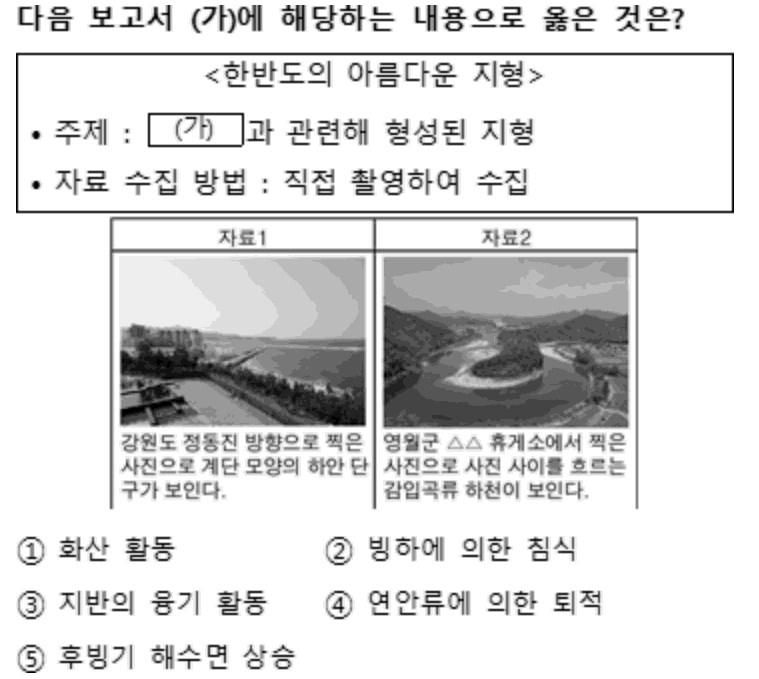 다음 보고서 (가)에 해당하는 내용으로 옳은 것은?
<한반도의 아름다운 지형>
• 주제 : (가) 과 관련해 형성된 지형
• 자료 수집 방법 : 직접 촬영하여 수집
자료1 자료2
강원도 정동진 방향으로 찍은
사진으로 계단 모양의 하안 단
구가 보인다.
영월군 △△ 휴게소에서 찍은
사진으로 사진 사이를 흐르는
감입곡류 하천이 보인다.
① 화산 활동 ② 빙하에 의한 침식
③ 지반의 융기 활동 ④ 연안류에 의한 퇴적
⑤ 후빙기 해수면 상승